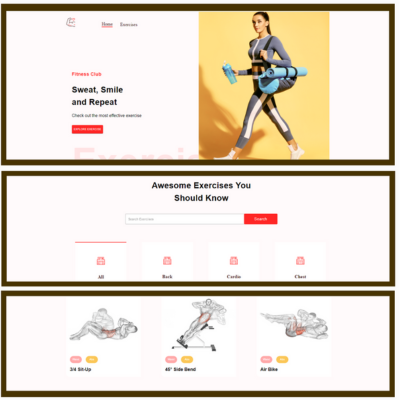 Home Exercises
Fitness Club
Sweat, Smile
and Repeat
Check out the most effective exercise
EXPLORE EXERCISES
Exercis
Awesome Exercises You
Should Know
Search Exercises
Search
All Back Cardio Chest
3/4 Sit-Up 45° Side Bend Air Bike